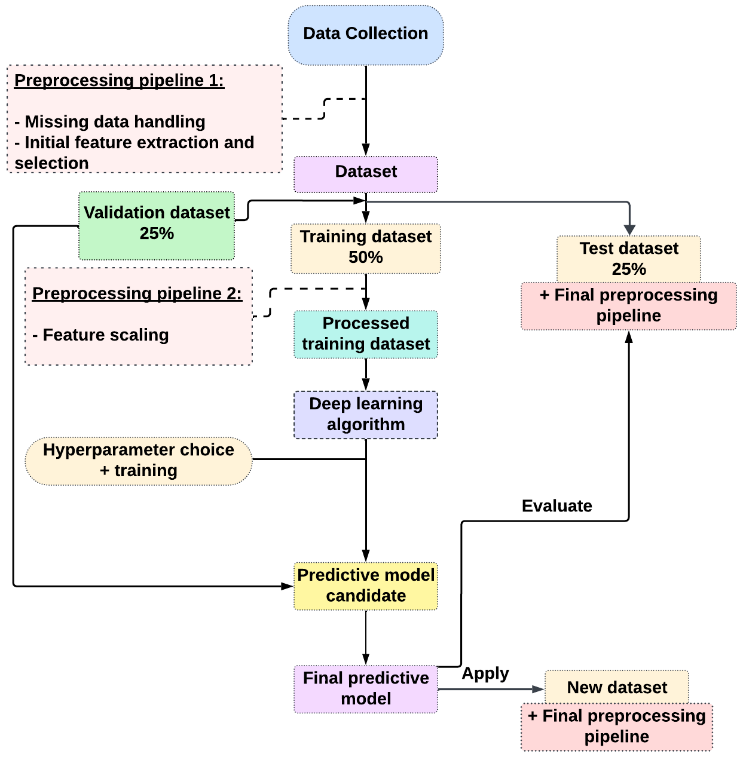 Data Collection
Preprocessing pipeline 1:
- Missing data handling
- Initial feature extraction and
selection
Dataset
Validation dataset
25%
Training dataset
50%
Test dataset
25%
+ Final preprocessing
pipeline
Preprocessing pipeline 2:
- Feature scaling
Processed
training dataset
Deep learning
algorithm
Hyperparameter choice
+ training
Evaluate
Predictive model
candidate
Final predictive
model
Apply
New dataset
+ Final preprocessing
pipeline